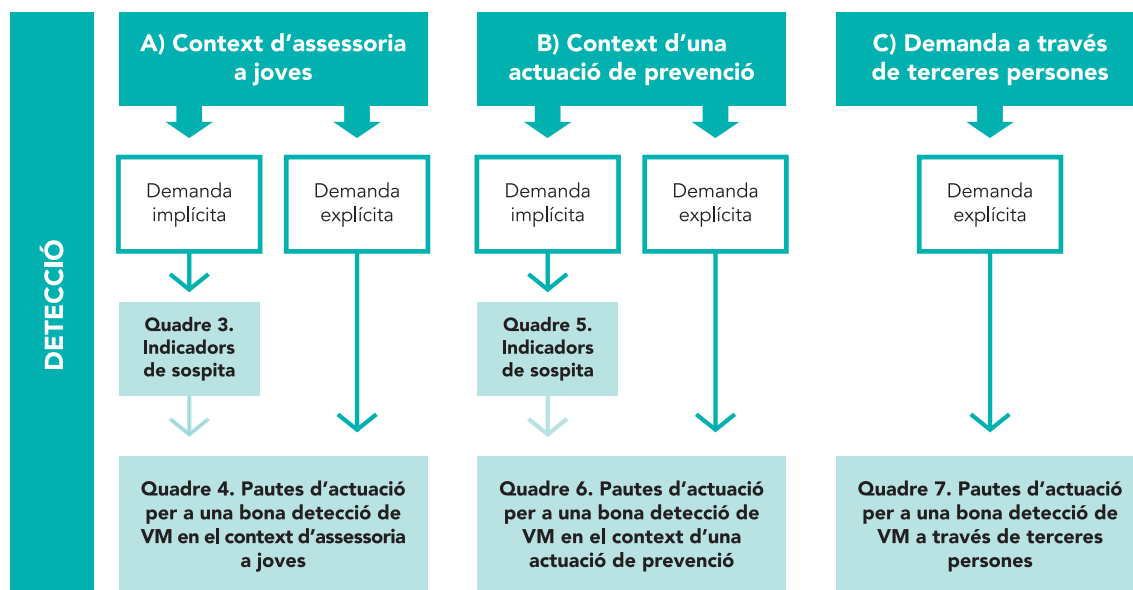 DETECCIÓ
A) Context d’assessoria
a joves
Demanda
implícita
Demanda
explícita
Quadre 3.
Indicadors
de sospita
Quadre 4. Pautes d’actuació
per a una bona detecció de
VM en el context d’assessoria
a joves
B) Context d’una
actuació de prevenció
Demanda
implícita
Demanda
explícita
Quadre 5.
Indicadors
de sospita
Quadre 6. Pautes d’actuació
per a una bona detecció de
VM en el context d’una
actuació de prevenció
C) Demanda a través
de terceres persones
Demanda
explícita
Quadre 7. Pautes d’actuació
per a una bona detecció de
VM a través de terceres
persones